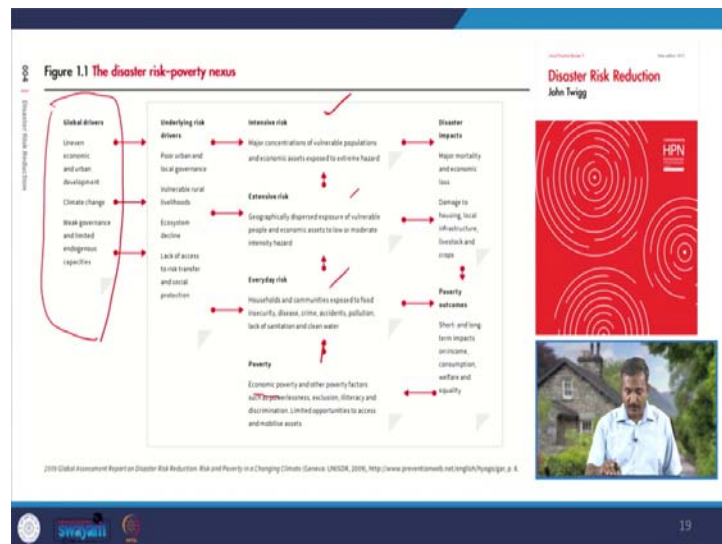 004
Disaster Risk Reduction
Figure 1.1 The disaster risk–poverty nexus
Global drivers
Uneven
economic
and urban
development
Climate change
Weak governance
and limited
endogenous
capacities
Underlying risk
drivers
Poor urban and
local governance
Vulnerable rural
livelihoods
Ecosystem
decline
Lack of access
to risk transfer
and social
protection
Intensive risk
Major concentrations of vulnerable populations
and economic assets exposed to extreme hazard
Extensive risk
Geographically dispersed exposure of vulnerable
people and economic assets to low or moderate
intensity hazard
Everyday risk
Households and communities exposed to food
insecurity, disease, crime, accidents, pollution,
lack of sanitation and clean water
Poverty
Economic poverty and other poverty factors
such as powerlessness, exclusion, illiteracy and
discrimination. Limited opportunities to access
and mobilise assets
Disaster
impacts
Major mortality
and economic
loss
Damage to
housing, local
infrastructure,
livestock and
crops
Poverty
outcomes
Short- and long-
term impacts
on income,
consumption,
welfare and
equality
2009 Global Assessment Report on Disaster Risk Reduction: Risk and Poverty in a Changing Climate (Geneva: UNISDR, 2009), http://www.preventionweb.net/english/hyogo/gar, p. 4.
Disaster Risk Reduction
John Twigg
HPN
swayam
19